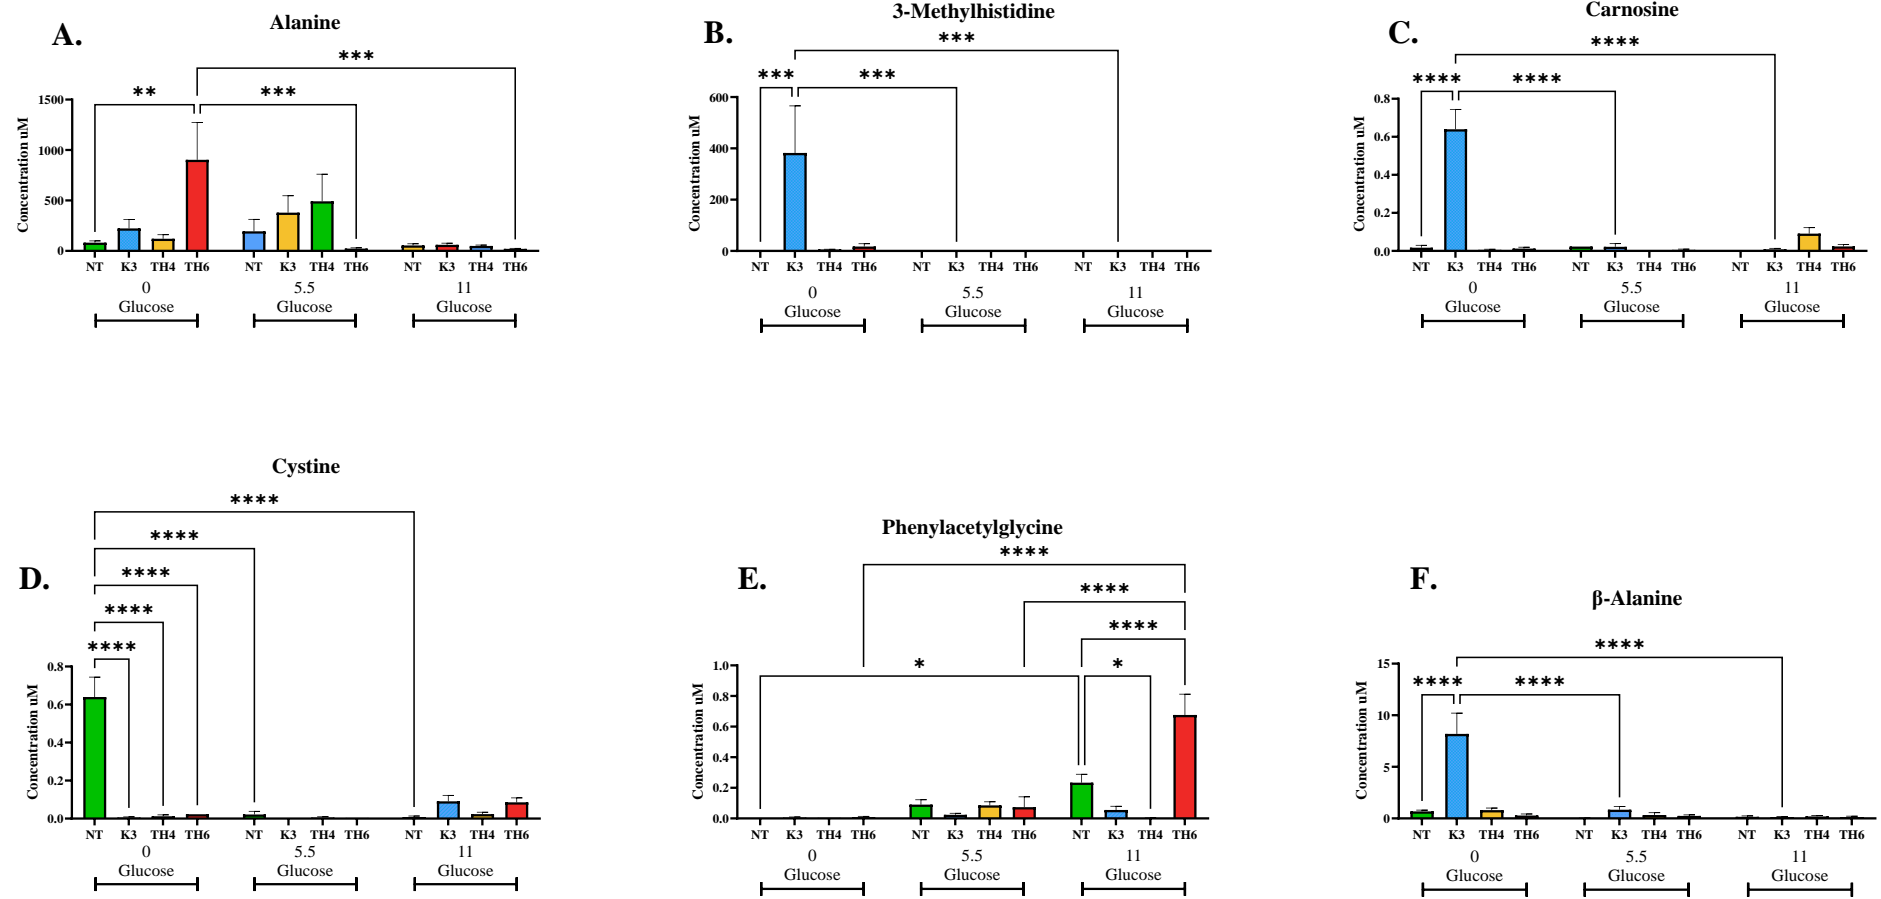 A.
Alanine
***
**
***
Concentration uM
1500
1000
500
0
NT K3 TH4 TH6 NT K3 TH4 TH6 NT K3 TH4 TH6
0 5.5 11
Glucose Glucose Glucose
B.
3-Methylhistidine
***
***
***
Concentration uM
600
400
200
0
NT K3 TH4 TH6 NT K3 TH4 TH6 NT K3 TH4 TH6
0 5.5 11
Glucose Glucose Glucose
C.
Carnosine
****
****
****
Concentration uM
0.8
0.6
0.4
0.2
0.0
NT K3 TH4 TH6 NT K3 TH4 TH6 NT K3 TH4 TH6
0 5.5 11
Glucose Glucose Glucose
D.
Cystine
****
****
****
****
****
Concentration uM
0.8
0.6
0.4
0.2
0.0
NT K3 TH4 TH6 NT K3 TH4 TH6 NT K3 TH4 TH6
0 5.5 11
Glucose Glucose Glucose
E.
Phenylacetylglycine
****
****
****
* *
Concentration uM
1.0
0.8
0.6
0.4
0.2
0.0
NT K3 TH4 TH6 NT K3 TH4 TH6 NT K3 TH4 TH6
0 5.5 11
Glucose Glucose Glucose
F.
β-Alanine
****
****
****
Concentration uM
15
10
5
0
NT K3 TH4 TH6 NT K3 TH4 TH6 NT K3 TH4 TH6
0 5.5 11
Glucose Glucose Glucose